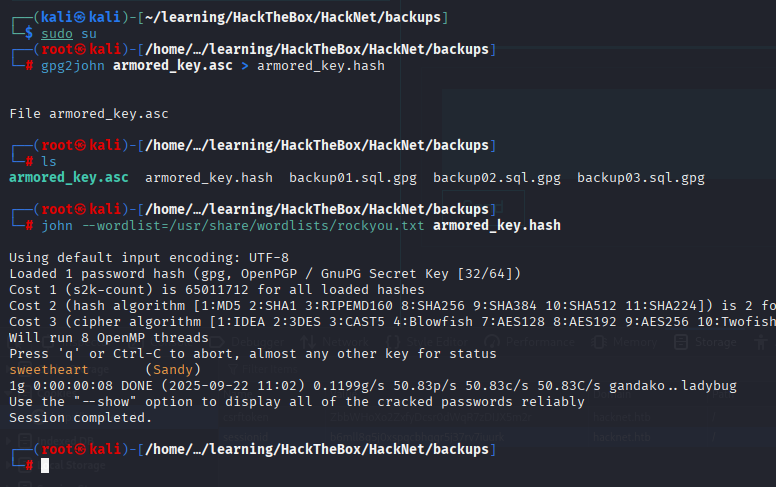 ┌──(kali㉿kali)-[~/learning/HackTheBox/HackNet/backups]
└─$ sudo su
┌──(root㉿kali)-[/home/…/learning/HackTheBox/HackNet/backups]
└─# gpg2john armored_key.asc > armored_key.hash
File armored_key.asc
┌──(root㉿kali)-[/home/…/learning/HackTheBox/HackNet/backups]
└─# ls
armored_key.asc  armored_key.hash  backup01.sql.gpg  backup02.sql.gpg  backup03.sql.gpg
┌──(root㉿kali)-[/home/…/learning/HackTheBox/HackNet/backups]
└─# john --wordlist=/usr/share/wordlists/rockyou.txt armored_key.hash
Using default input encoding: UTF-8
Loaded 1 password hash (gpg, OpenPGP / GnuPG Secret Key [32/64])
Cost 1 (s2k-count) is 65011712 for all loaded hashes
Cost 2 (hash algorithm [1:MD5 2:SHA1 3:RIPEMD160 8:SHA256 9:SHA384 10:SHA512 11:SHA224]) is 2 fo
Cost 3 (cipher algorithm [1:IDEA 2:3DES 3:CAST5 4:Blowfish 7:AES128 8:AES192 9:AES256 10:Twofish
Will run 8 OpenMP threads
Press 'q' or Ctrl-C to abort, almost any other key for status
sweetheart       (Sandy)
1g 0:00:00:08 DONE (2025-09-22 11:02) 0.1199g/s 50.83p/s 50.83c/s 50.83C/s gandako..ladybug
Use the "--show" option to display all of the cracked passwords reliably
Session completed.
┌──(root㉿kali)-[/home/…/learning/HackTheBox/HackNet/backups]
└─#